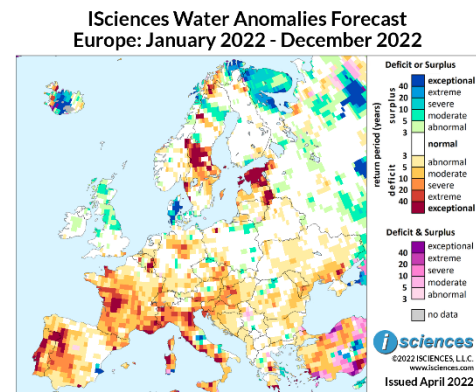 ISciences Water Anomalies Forecast
Europe: January 2022 - December 2022
Deficit or Surplus
return period (years)
surplus
deficit
exceptional
40
extreme
20
severe
10
moderate
5
abnormal
3
normal
3
abnormal
5
moderate
10
severe
20
extreme
40
exceptional
Deficit & Surplus
exceptional
40
extreme
20
severe
10
moderate
5
abnormal
3
no data
isciences
©2022 ISCIENCES, L.L.C.
www.isciences.com
Issued April 2022